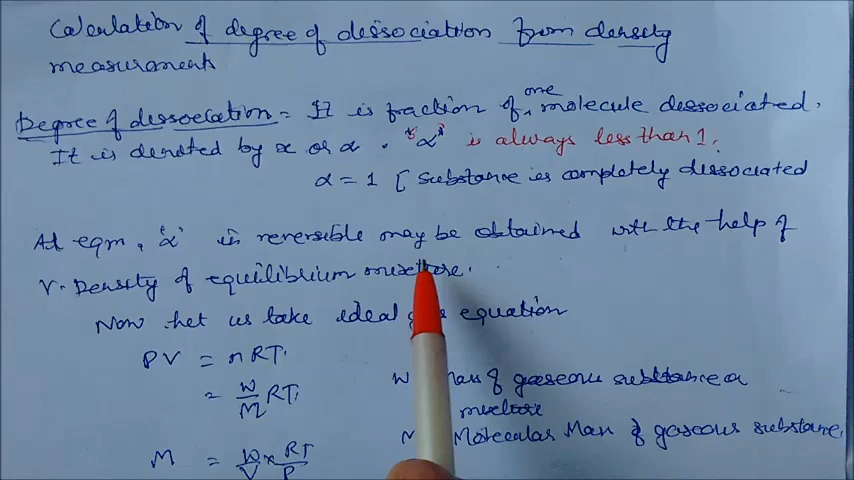 Calculation of degree of dissociation from density
measurement
Degree of dissociation = It is fraction of one molecule dissociated.
It is denoted by x or α. "α" is always less than 1.
α = 1 [ Substance is completely dissociated
At eqm, 'α' in reversible may be obtained with the help of
V. Density of equilibrium mixture.
Now let us take ideal gas equation
PV = nRT,
= W/M RT,
W Mass of gaseous substance or
mixture
M Molecular Mass of gaseous substance,
M = W/V × RT/P